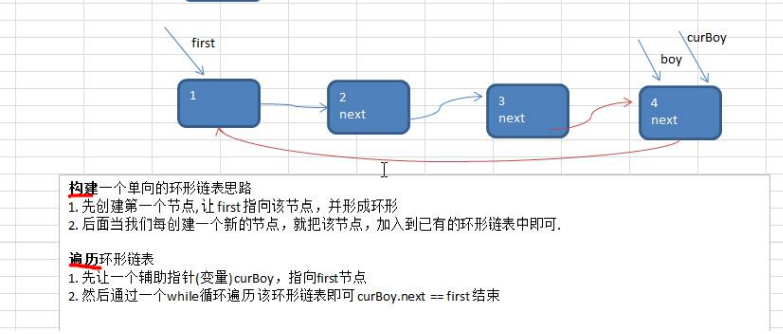 first
curBoy
boy
1
2
next
3
next
4
next
构建一个单向的环形链表思路
1. 先创建第一个节点, 让 first 指向该节点，并形成环形
2. 后面当我们每创建一个新的节点，就把该节点，加入到已有的环形链表中即可.
遍历环形链表
1. 先让一个辅助指针(变量) curBoy，指向first节点
2. 然后通过一个while循环遍历 该环形链表即可 curBoy.next == first 结束